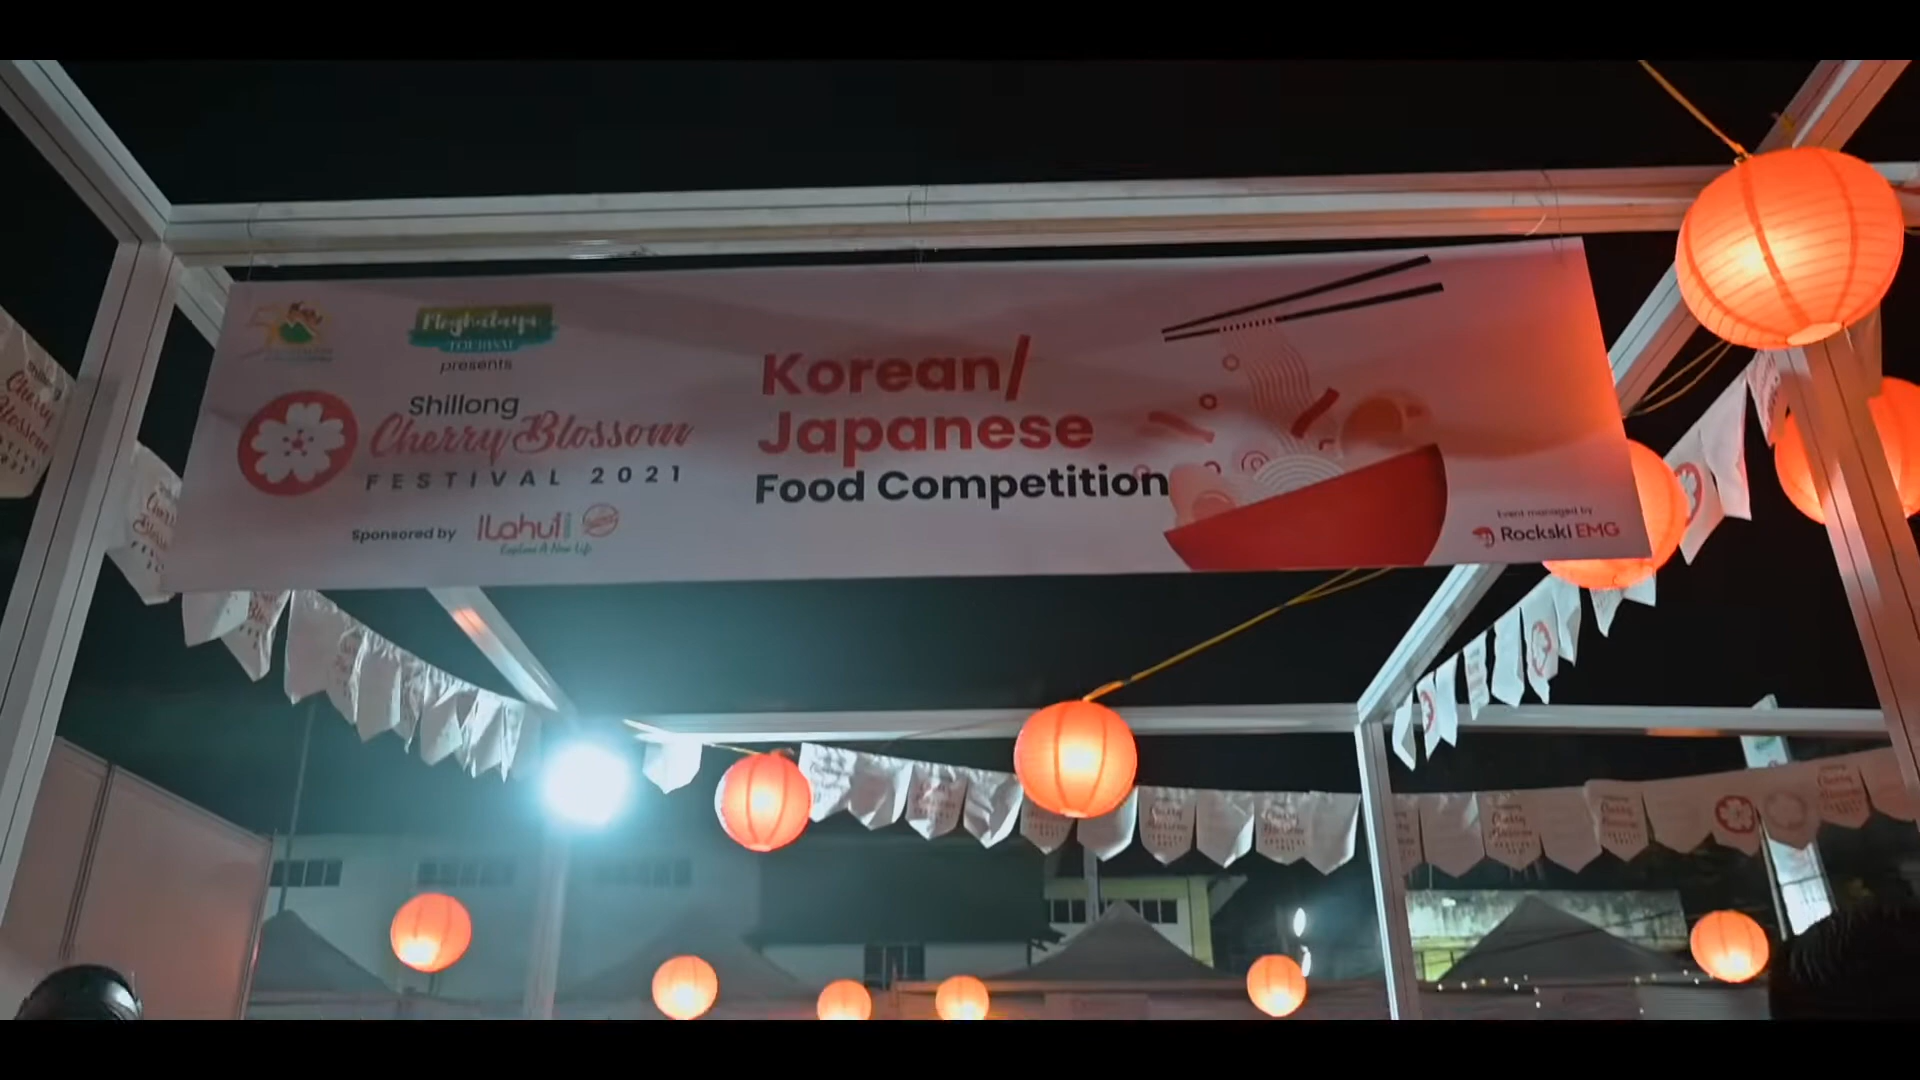 Meghalaya
TOURISM
presents
Shillong
Cherry Blossom
FESTIVAL 2021
Sponsored by
Korean/
Japanese
Food Competition
Event managed by
Rockski EMG